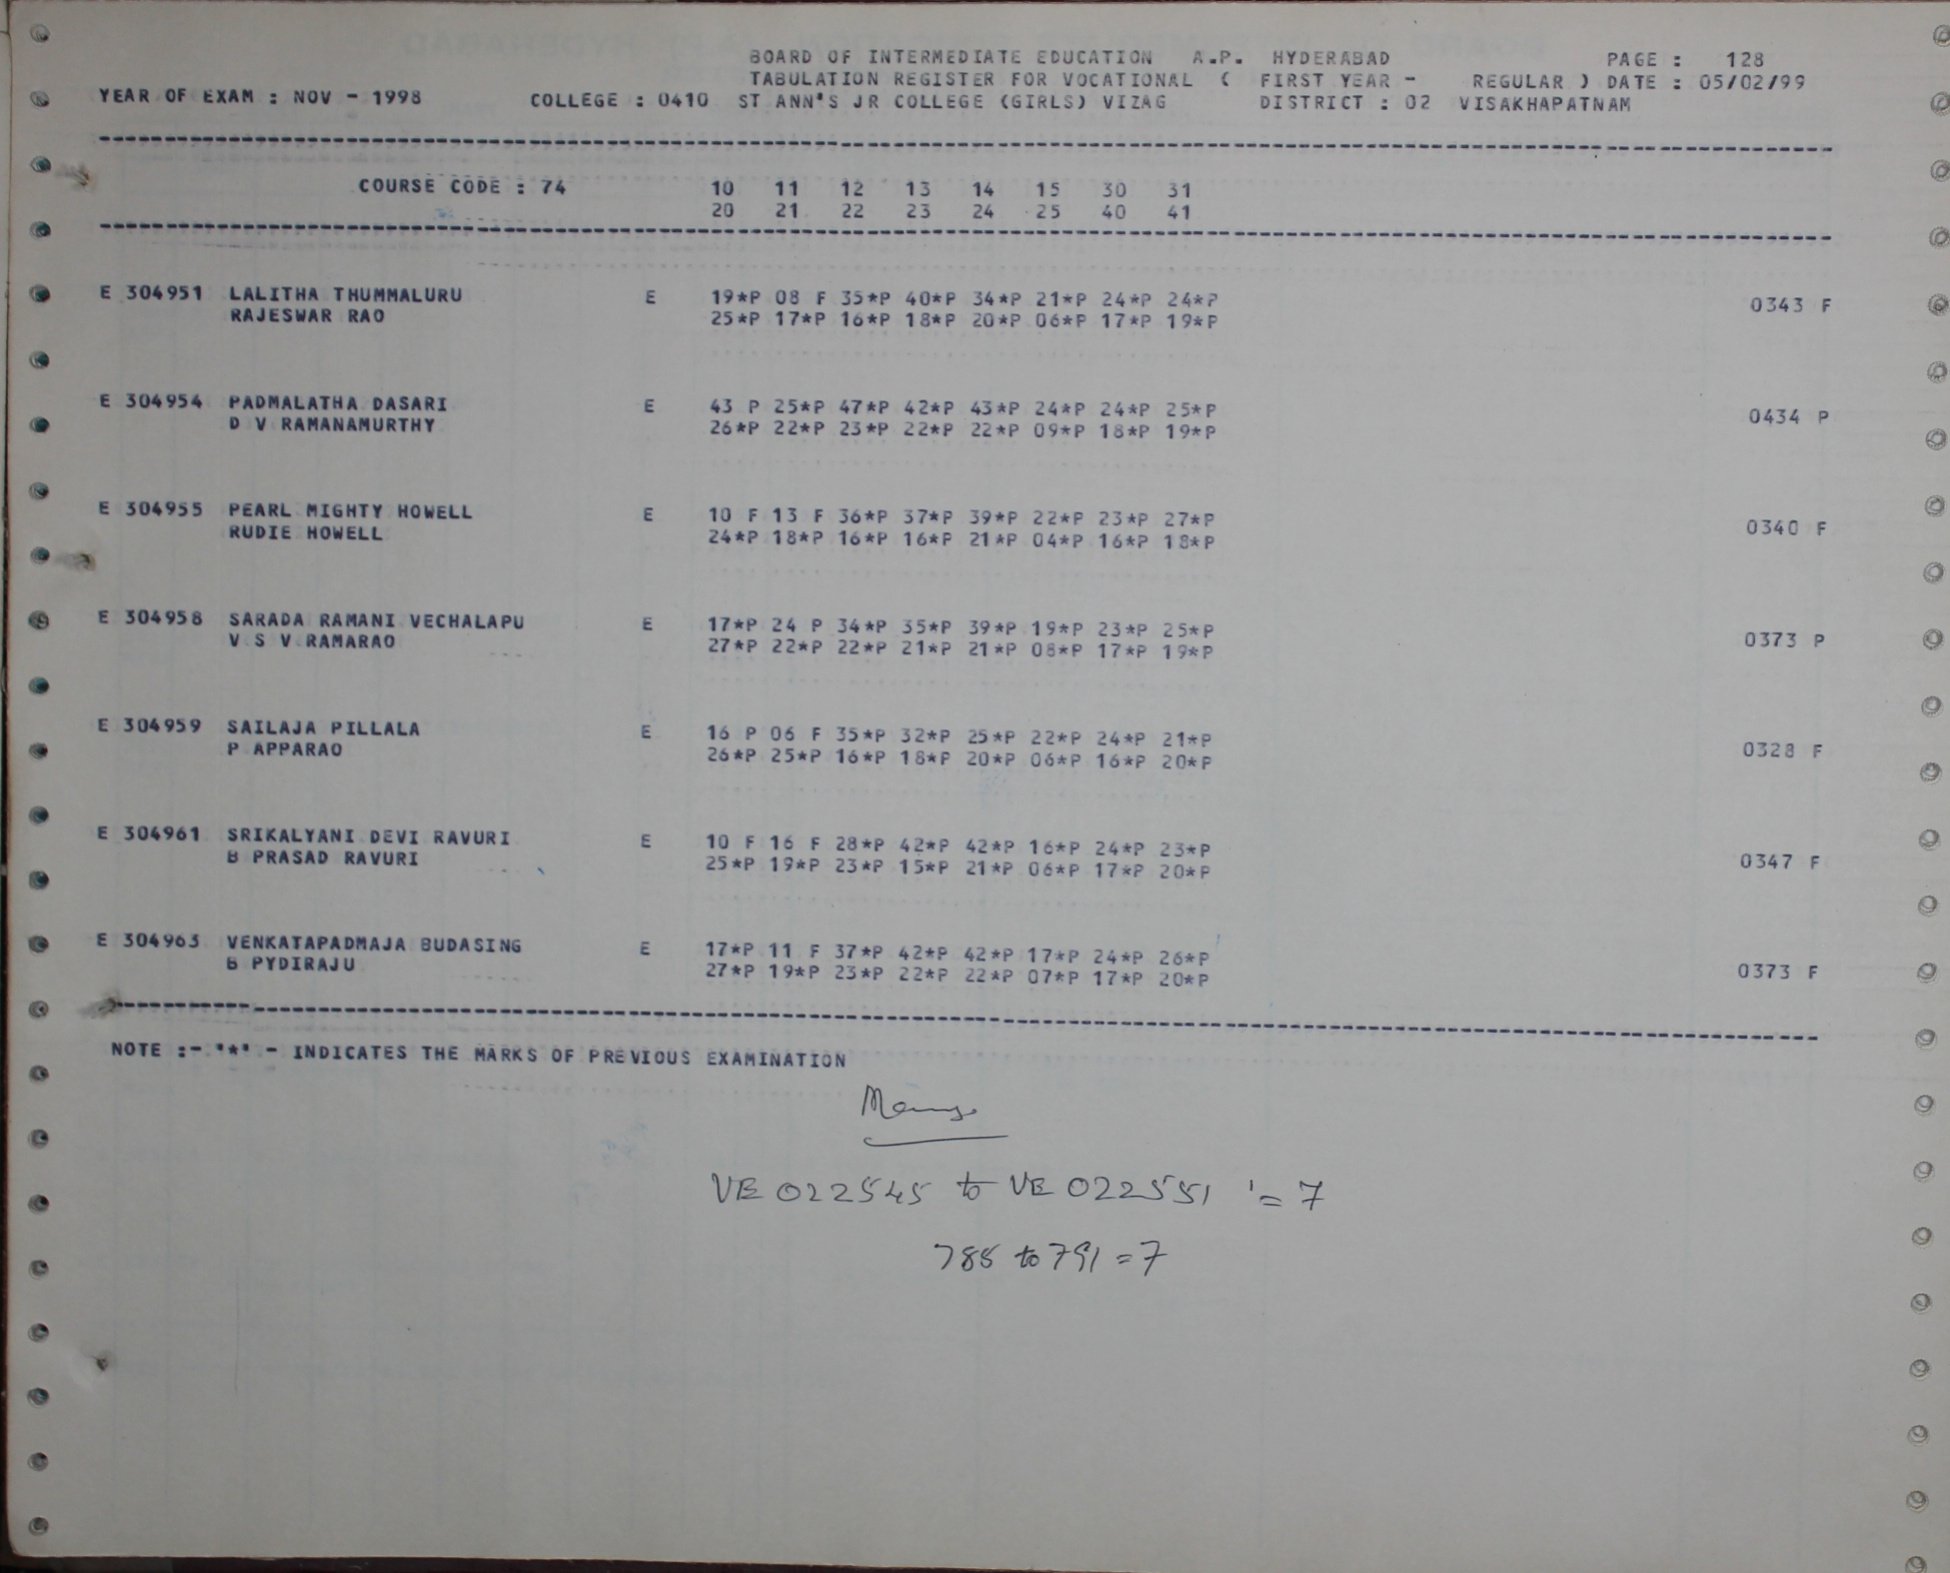 BOARD OF INTERMEDIATE EDUCATION A.P. HYDERABAD PAGE : 128
TABULATION REGISTER FOR VOCATIONAL ( FIRST YEAR - REGULAR ) DATE : 05/02/99
YEAR OF EXAM : NOV - 1998 COLLEGE : 0410 ST ANN'S JR COLLEGE (GIRLS) VIZAG DISTRICT : 02 VISAKHAPATNAM
COURSE CODE : 74 10 11 12 13 14 15 30 31
20 21 22 23 24 25 40 41
E 304951 LALITHA THUMMALURU E 19*P 08 F 35*P 40*P 34*P 21*P 24*P 24*P 0343 F
RAJESWAR RAO 25*P 17*P 16*P 18*P 20*P 06*P 17*P 19*P
E 304954 PADMALATHA DASARI E 43 P 25*P 47*P 42*P 43*P 24*P 24*P 25*P 0434 P
D V RAMANAMURTHY 26*P 22*P 23*P 22*P 22*P 09*P 18*P 19*P
E 304955 PEARL MIGHTY HOWELL E 10 F 13 F 36*P 37*P 39*P 22*P 23*P 27*P 0340 F
RUDIE HOWELL 24*P 18*P 16*P 16*P 21*P 04*P 16*P 18*P
E 304958 SARADA RAMANI VECHALAPU E 17*P 24 P 34*P 35*P 39*P 19*P 23*P 25*P 0373 P
V S V RAMARAO 27*P 22*P 22*P 21*P 21*P 08*P 17*P 19*P
E 304959 SAILAJA PILLALA E 16 P 06 F 35*P 32*P 25*P 22*P 24*P 21*P 0328 F
P APPARAO 26*P 25*P 16*P 18*P 20*P 06*P 16*P 20*P
E 304961 SRIKALYANI DEVI RAVURI E 10 F 16 F 28*P 42*P 42*P 16*P 24*P 23*P 0347 F
B PRASAD RAVURI 25*P 19*P 23*P 15*P 21*P 06*P 17*P 20*P
E 304963 VENKATAPADMAJA BUDASING E 17*P 11 F 37*P 42*P 42*P 17*P 24*P 26*P 0373 F
B PYDIRAJU 27*P 19*P 23*P 22*P 22*P 07*P 17*P 20*P
NOTE :- '*' - INDICATES THE MARKS OF PREVIOUS EXAMINATION
VE 022545 to VE 022551 = 7
785 to 791 = 7